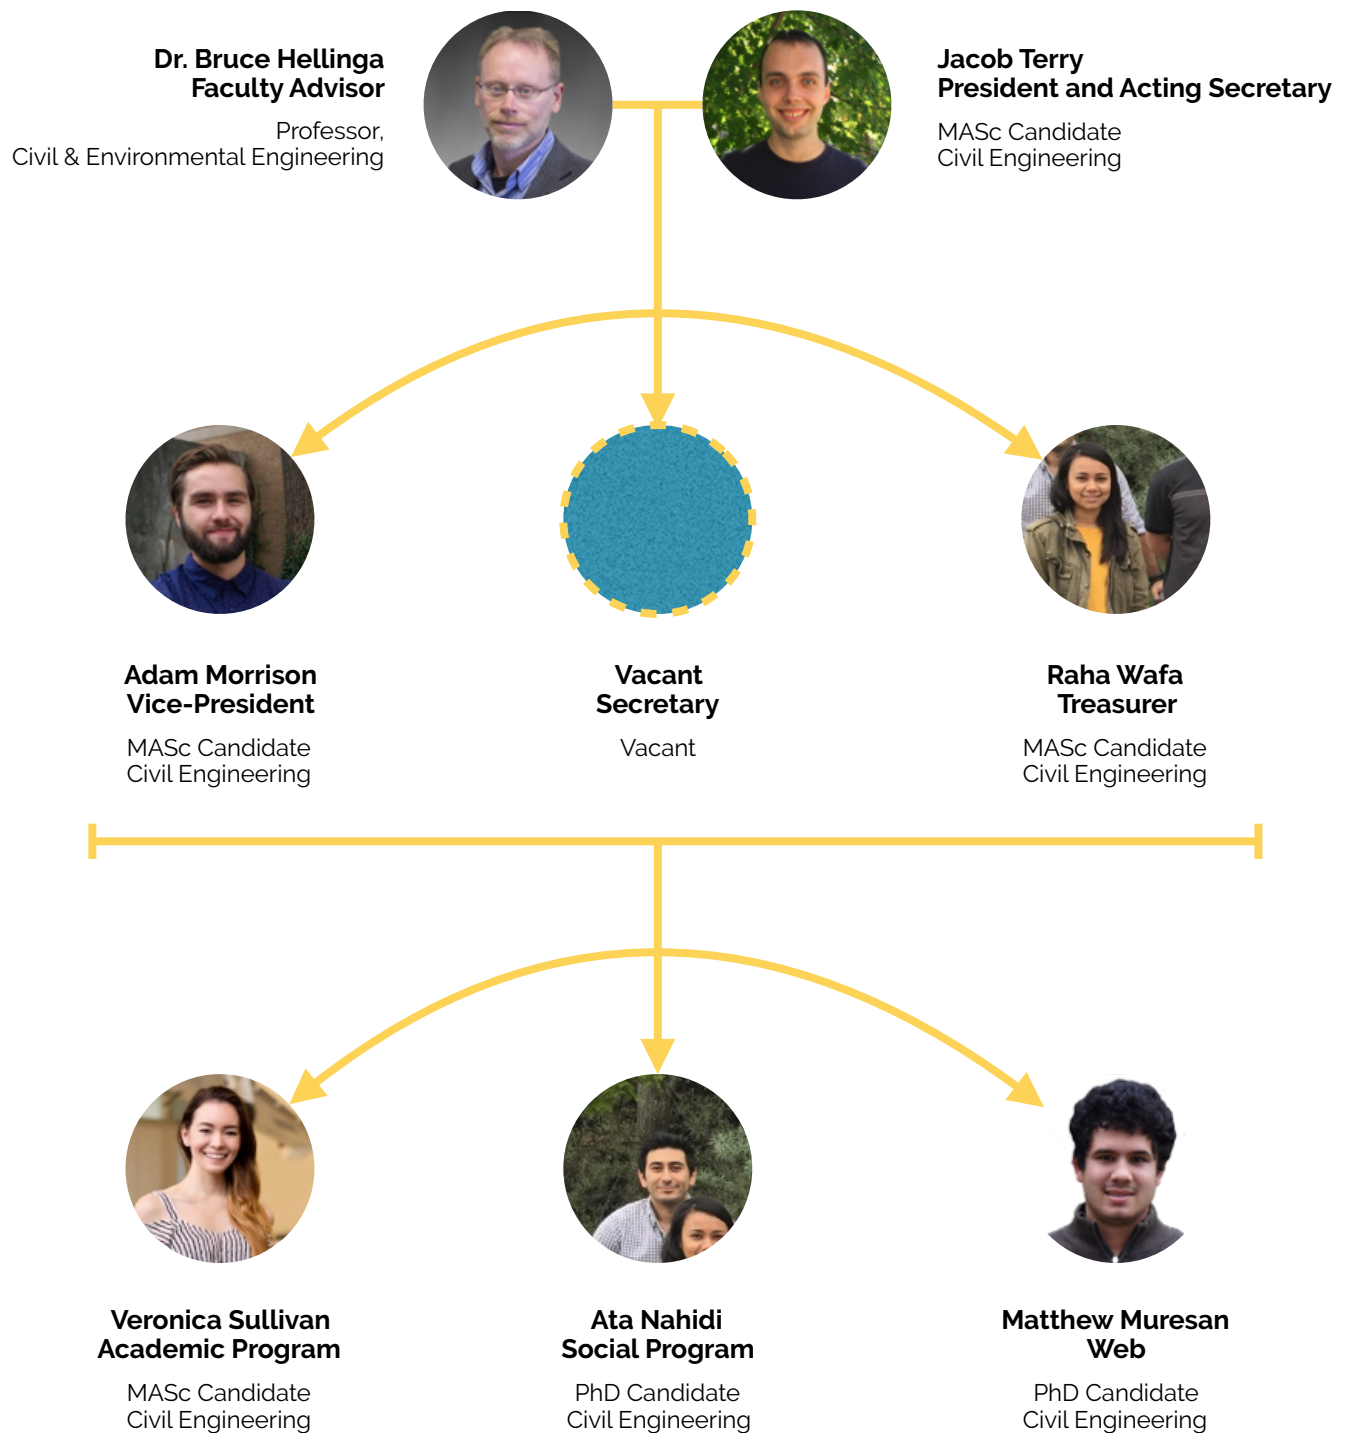 Dr. Bruce Hellinga
Faculty Advisor
Professor,
Civil & Environmental Engineering
Jacob Terry
President and Acting Secretary
MASc Candidate
Civil Engineering
Adam Morrison
Vice-President
MASc Candidate
Civil Engineering
Vacant
Secretary
Vacant
Raha Wafa
Treasurer
MASc Candidate
Civil Engineering
Veronica Sullivan
Academic Program
MASc Candidate
Civil Engineering
Ata Nahidi
Social Program
PhD Candidate
Civil Engineering
Matthew Muresan
Web
PhD Candidate
Civil Engineering